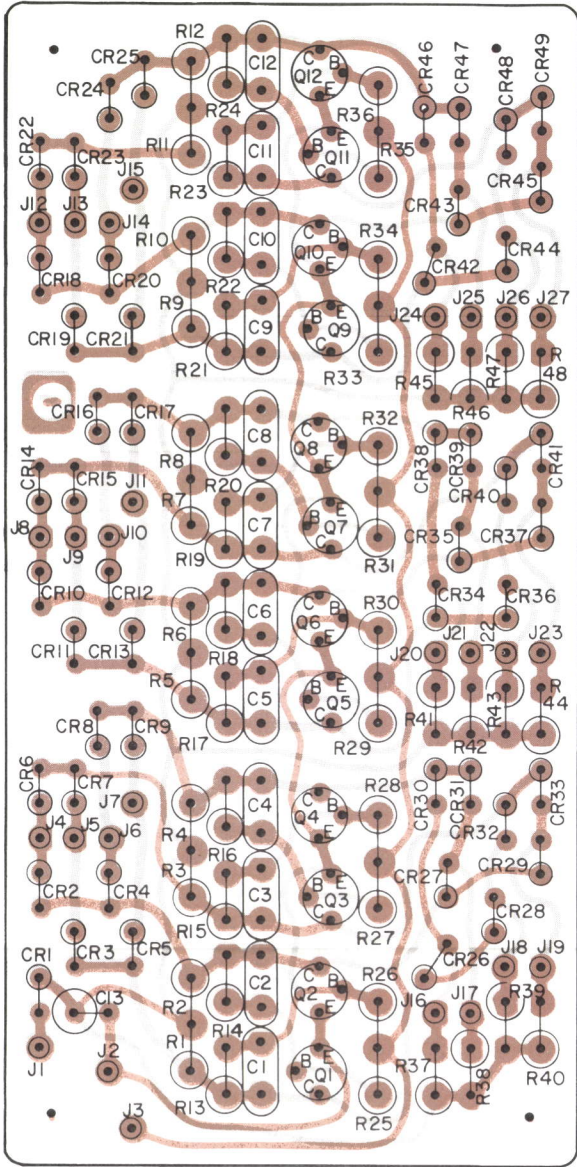 R12 C CR46 CR47 CR49
CR25 B CR48
C12 Q12
CR24 E
R24 R36
CR22 CR23 R11 C11 B Q11 R35 CR45
J15 C
J12 J13 R23 CR43
J14 R10 C10 C R34 CR44
Q10 B
CR18 CR20 R22 E CR42
R9 E J24 J25 J26 J27
CR19 CR21 C9 B Q9
R21 C R33 R45 R47 R48
R46
CR16 CR17 R8 C8 C R32 CR38 CR39 CR41
CR14 CR15 Q8 B
J11 R20 E CR40
R7 B E
J8 J9 J10 C7 Q7 CR35 CR37
R19 C R31
CR10 CR12 C6 C R30 CR34 CR36
R6 Q6 B
CR11 CR13 R18 E J20 J21 J22 J23
R5 C5 B E
Q5 R41 R43 R44
C R42
CR8 CR9 R17 R29
CR6 CR7 C4 C R28 CR30 CR31 CR33
J7 Q4 B
J4 J5 J6 R4 E CR32
R16
R3 C3 B E CR27 CR29
CR2 CR4 Q3
R15 C R27 CR28
CR3 CR5 C2 C CR26
CR1 R2 Q2 B R26 J18 J19
C13 E J16 J17 R39
R1 R14 E
J1 J2 C1 B Q1 R37 R38 R40
R13 C R25
J3